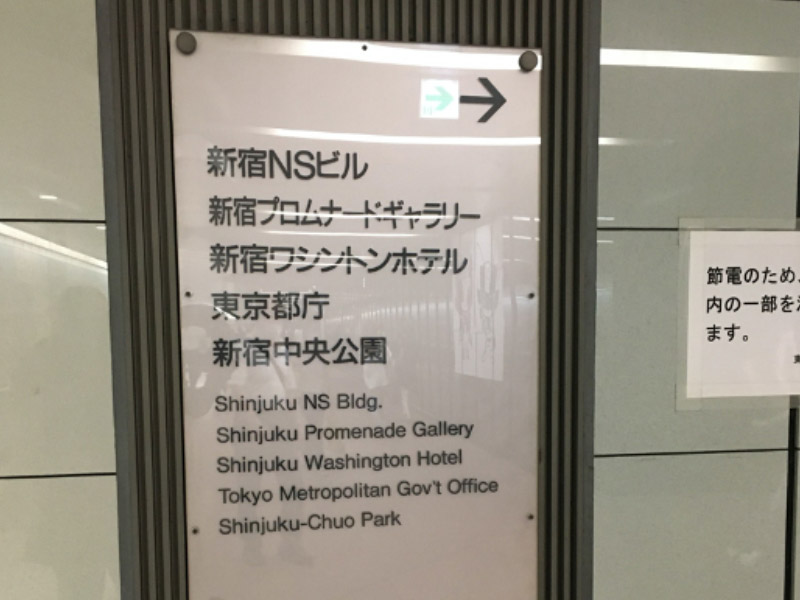 新宿NSビル
新宿プロムナードギャラリー
新宿ワシントンホテル
東京都庁
新宿中央公園
Shinjuku NS Bldg.
Shinjuku Promenade Gallery
Shinjuku Washington Hotel
Tokyo Metropolitan Gov't Office
Shinjuku-Chuo Park
節電のため、
内の一部を
ます。